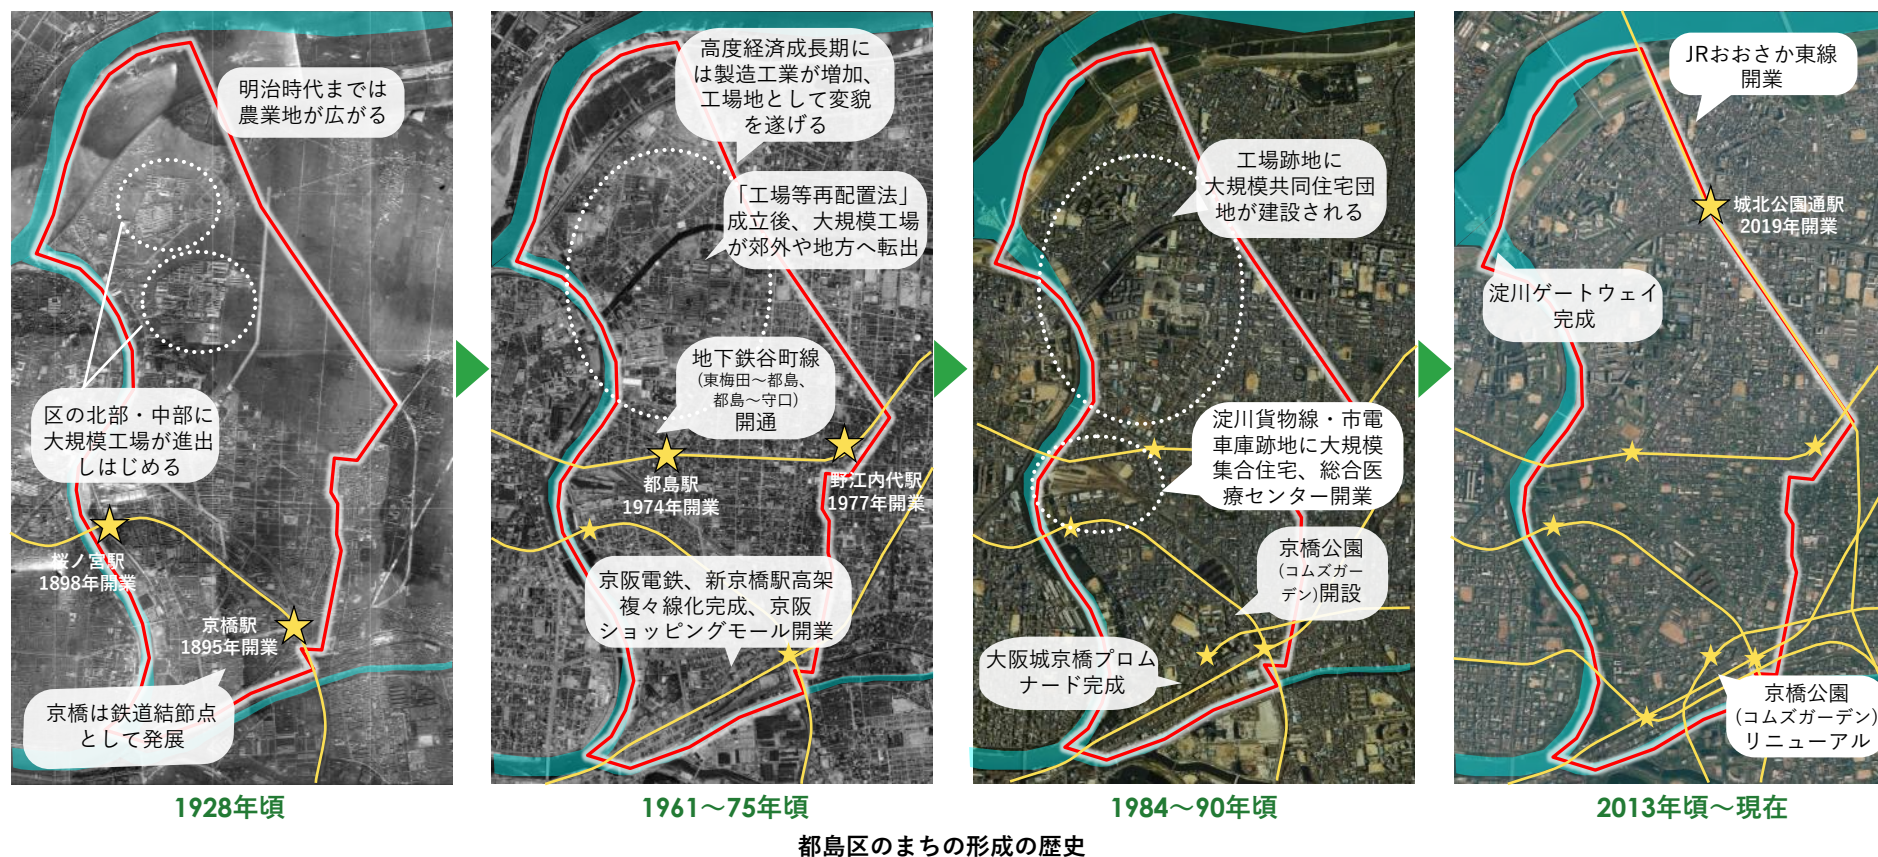 明治時代までは
農業地が広がる
区の北部・中部に
大規模工場が進出
しはじめる
桜ノ宮駅
1898年開業
京橋駅
1895年開業
京橋は鉄道結節点
として発展
1928年頃
高度経済成長期に
は製造工業が増加、
工場地として変貌
を遂げる
「工場等再配置法」
成立後、大規模工場
が郊外や地方へ転出
地下鉄谷町線
(東梅田～都島、
都島～守口)
開通
都島駅
1974年開業
野江内代駅
1977年開業
京阪電鉄、新京橋駅高架
複々線化完成、京阪
ショッピングモール開業
1961～75年頃
工場跡地に
大規模共同住宅団
地が建設される
淀川貨物線・市電
車庫跡地に大規模
集合住宅、総合医
療センター開業
京橋公園
(コムズガー
デン)開設
大阪城京橋プロム
ナード完成
1984～90年頃
JRおおさか東線
開業
城北公園通駅
2019年開業
淀川ゲートウェイ
完成
京橋公園
(コムズガーデン)
リニューアル
2013年頃～現在
都島区のまちの形成の歴史